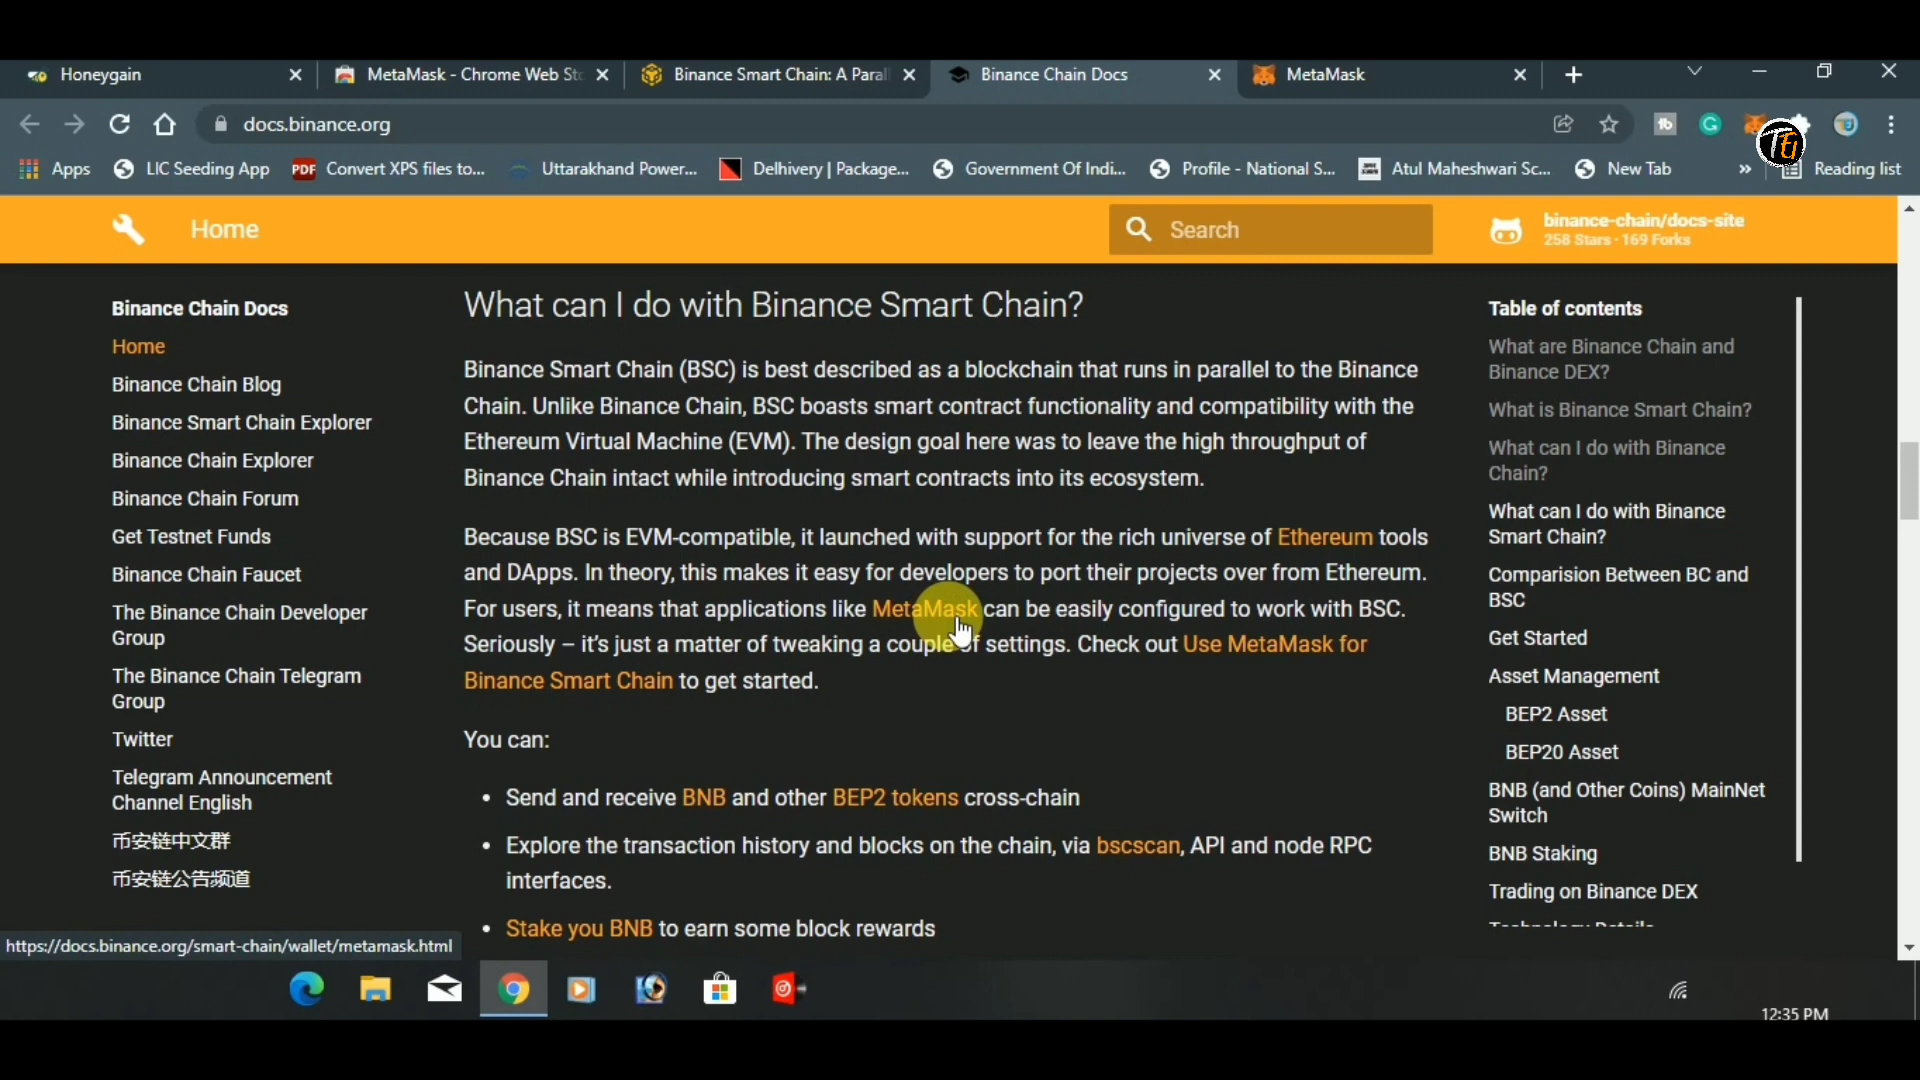 Honeygain
MetaMask - Chrome Web Sto
Binance Smart Chain: A Paral
Binance Chain Docs
MetaMask
docs.binance.org
Apps
LIC Seeding App
PDF
Convert XPS files to...
Uttarakhand Power...
Delhivery | Package...
Government Of Indi...
Profile - National S...
Atul Maheshwari Sc...
New Tab
»
Reading list
Home
Search
binance-chain/docs-site
258 Stars · 169 Forks
Binance Chain Docs
Home
Binance Chain Blog
Binance Smart Chain Explorer
Binance Chain Explorer
Binance Chain Forum
Get Testnet Funds
Binance Chain Faucet
The Binance Chain Developer
Group
The Binance Chain Telegram
Group
Twitter
Telegram Announcement
Channel English
币安链中文群
币安链公告频道
What can I do with Binance Smart Chain?
Binance Smart Chain (BSC) is best described as a blockchain that runs in parallel to the Binance
Chain. Unlike Binance Chain, BSC boasts smart contract functionality and compatibility with the
Ethereum Virtual Machine (EVM). The design goal here was to leave the high throughput of
Binance Chain intact while introducing smart contracts into its ecosystem.
Because BSC is EVM-compatible, it launched with support for the rich universe of Ethereum tools
and DApps. In theory, this makes it easy for developers to port their projects over from Ethereum.
For users, it means that applications like MetaMask can be easily configured to work with BSC.
Seriously – it's just a matter of tweaking a couple of settings. Check out Use MetaMask for
Binance Smart Chain to get started.
You can:
• Send and receive BNB and other BEP2 tokens cross-chain
• Explore the transaction history and blocks on the chain, via bscscan, API and node RPC
interfaces.
• Stake you BNB to earn some block rewards
Table of contents
What are Binance Chain and
Binance DEX?
What is Binance Smart Chain?
What can I do with Binance
Chain?
What can I do with Binance
Smart Chain?
Comparision Between BC and
BSC
Get Started
Asset Management
BEP2 Asset
BEP20 Asset
BNB (and Other Coins) MainNet
Switch
BNB Staking
Trading on Binance DEX
Technology Details
https://docs.binance.org/smart-chain/wallet/metamask.html
12:35 PM